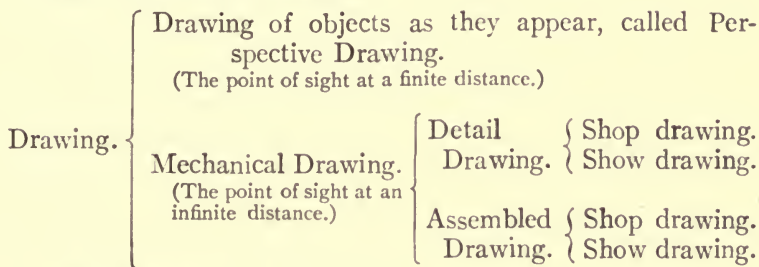 Drawing of objects as they appear, called Per-
spective Drawing.
(The point of sight at a finite distance.)
Drawing.
Mechanical Drawing.
(The point of sight at an
infinite distance.)
Detail
Drawing.
Shop drawing.
Show drawing.
Assembled
Drawing.
Shop drawing.
Show drawing.